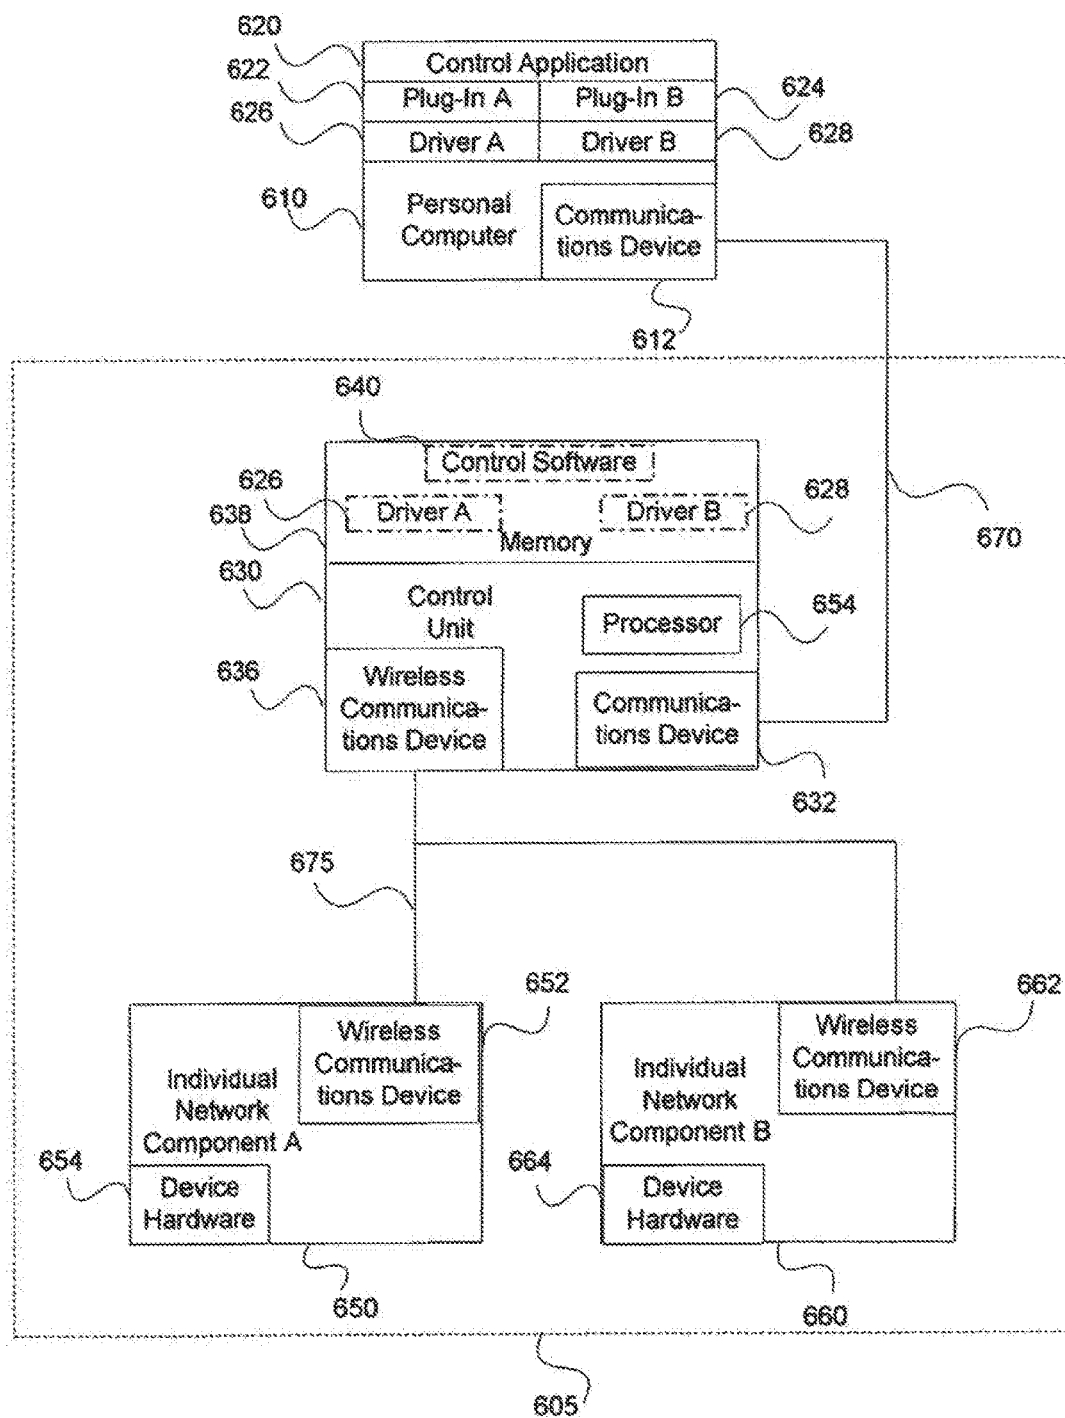 620
Control Application
622
Plug-In A
Plug-In B
624
626
Driver A
Driver B
628
610
Personal
Computer
Communica-
tions Device
612
640
Control Software
626
Driver A
Driver B
628
638
Memory
670
630
Control
Unit
Processor
654
636
Wireless
Communica-
tions Device
Communica-
tions Device
632
675
652
662
Wireless
Communica-
tions Device
Individual
Network
Component A
Wireless
Communica-
tions Device
Individual
Network
Component B
654
Device
Hardware
664
Device
Hardware
650
660
605